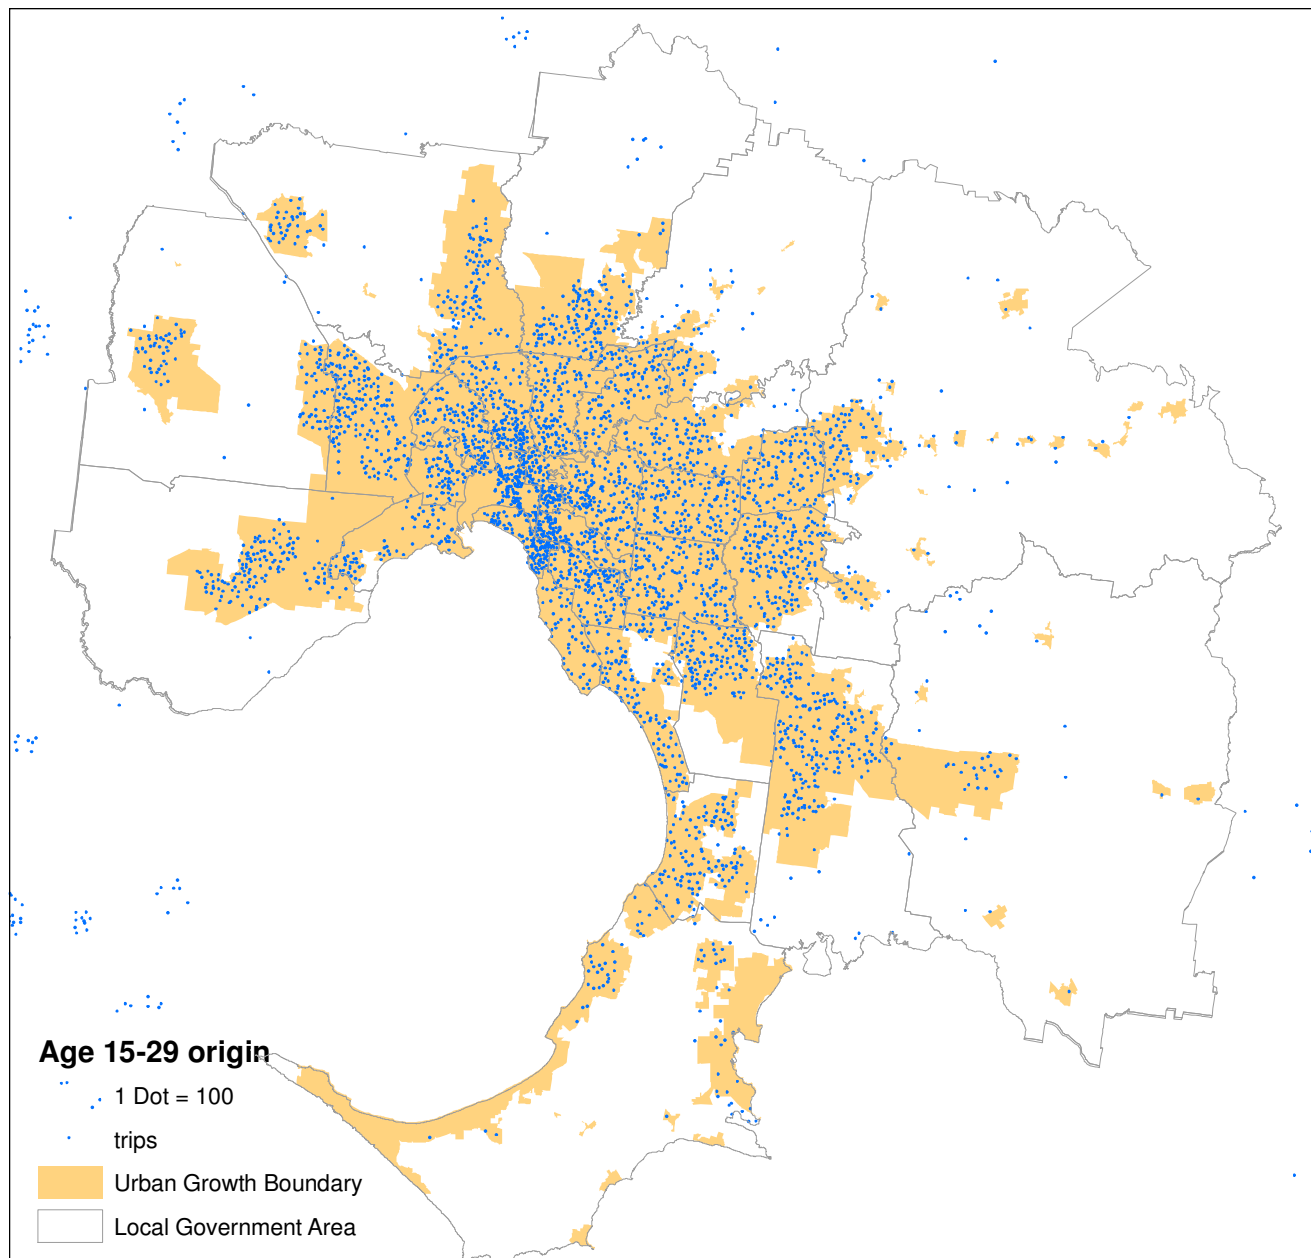 Age 15-29 origin
1 Dot = 100
trips
Urban Growth Boundary
Local Government Area